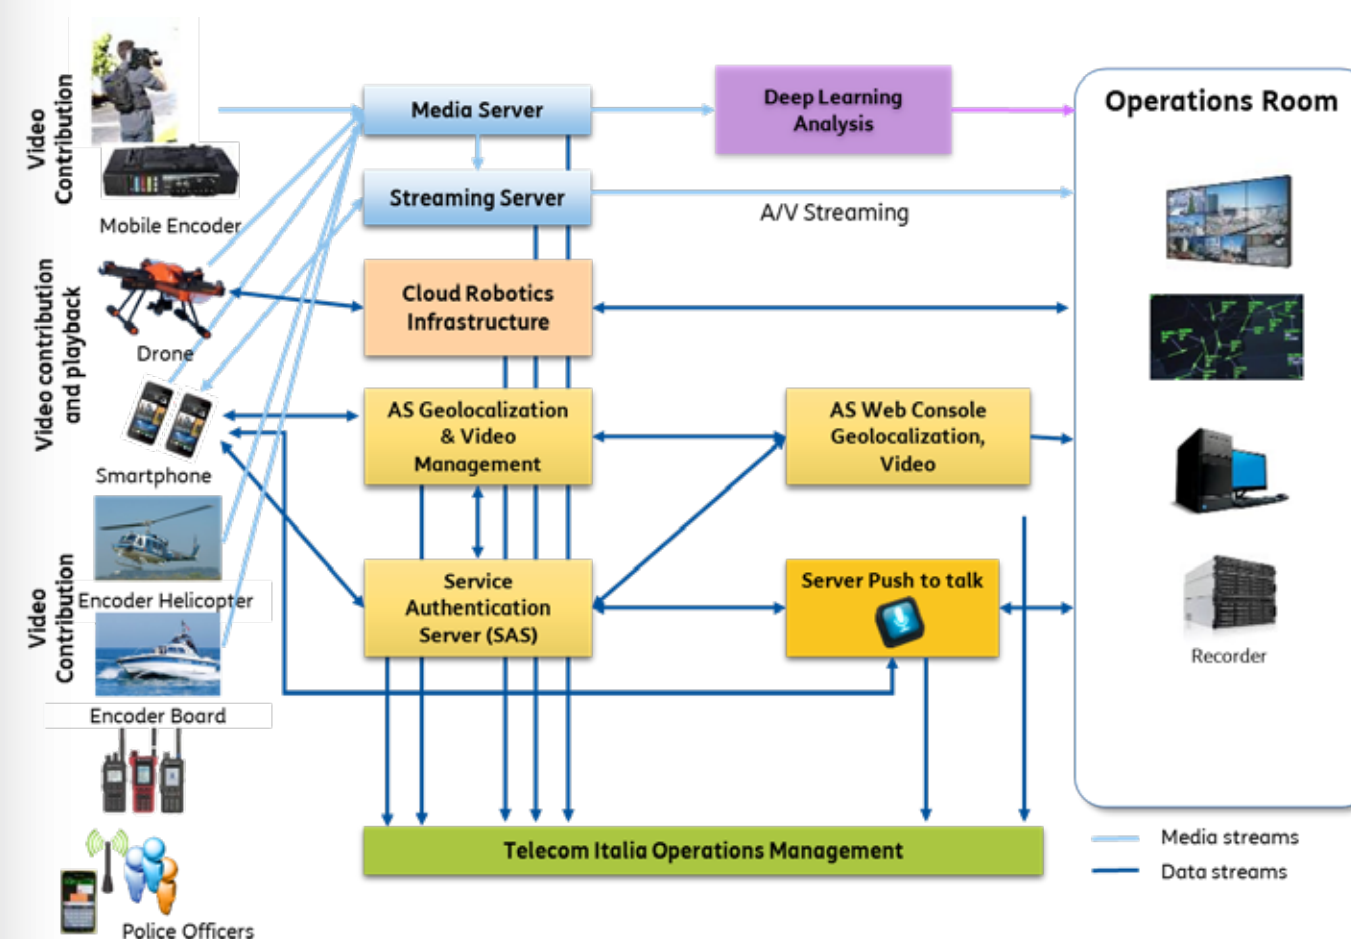 Video
Contribution
Mobile Encoder
Media Server
Deep Learning
Analysis
Operations Room
Streaming Server
A/V Streaming
Video contribution
and playback
Drone
Cloud Robotics
Infrastructure
Smartphone
AS Geolocalization
& Video
Management
AS Web Console
Geolocalization,
Video
Video
Contribution
Encoder Helicopter
Service
Authentication
Server (SAS)
Server Push to talk
Recorder
Encoder Board
Telecom Italia Operations Management
Media streams
Data streams
Police Officers